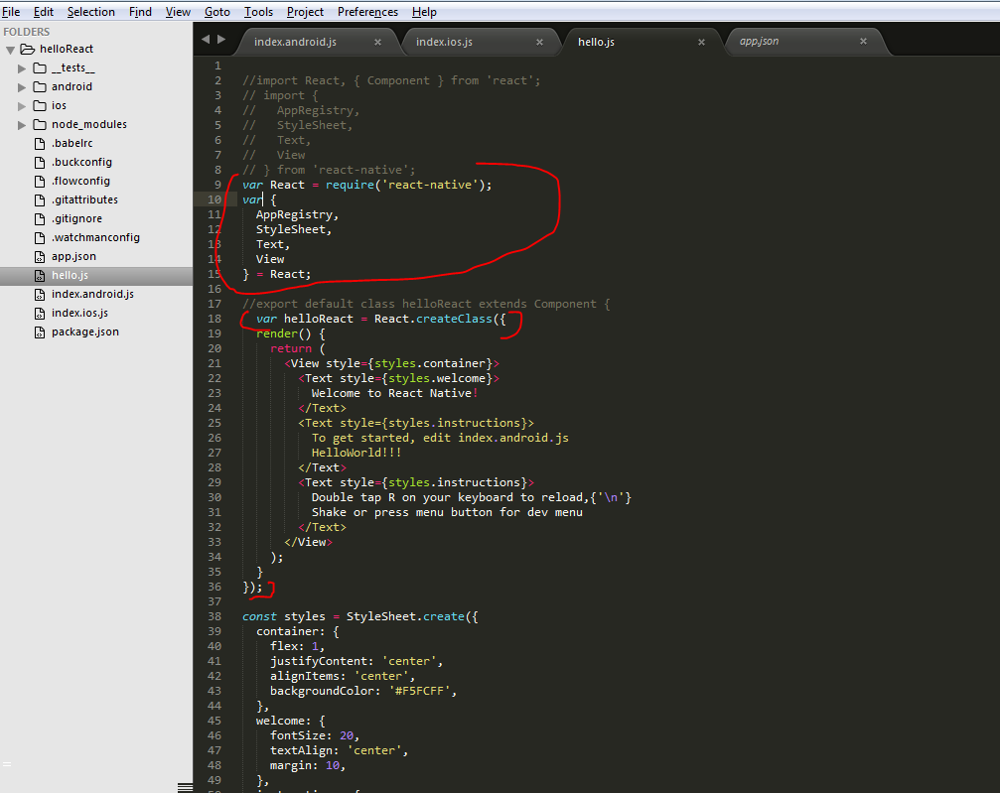 File Edit Selection Find View Goto Tools Project Preferences Help
FOLDERS
helloReact
__tests__
android
ios
node_modules
.babelrc
.buckconfig
.flowconfig
.gitattributes
.gitignore
.watchmanconfig
app.json
hello.js
index.android.js
index.ios.js
package.json
index.android.js × index.ios.js × hello.js × app.json ×
1
2 //import React, { Component } from 'react';
3 // import {
4 //   AppRegistry,
5 //   StyleSheet,
6 //   Text,
7 //   View
8 // } from 'react-native';
9 var React = require('react-native');
10 var {
11   AppRegistry,
12   StyleSheet,
13   Text,
14   View
15 } = React;
16
17 //export default class helloReact extends Component {
18   var helloReact = React.createClass({
19   render() {
20     return (
21       <View style={styles.container}>
22         <Text style={styles.welcome}>
23           Welcome to React Native!
24         </Text>
25         <Text style={styles.instructions}>
26           To get started, edit index.android.js
27           HelloWorld!!!
28         </Text>
29         <Text style={styles.instructions}>
30           Double tap R on your keyboard to reload,{'\n'}
31           Shake or press menu button for dev menu
32         </Text>
33       </View>
34     );
35   }
36 });
37
38 const styles = StyleSheet.create({
39   container: {
40     flex: 1,
41     justifyContent: 'center',
42     alignItems: 'center',
43     backgroundColor: '#F5FCFF',
44   },
45   welcome: {
46     fontSize: 20,
47     textAlign: 'center',
48     margin: 10,
49   },